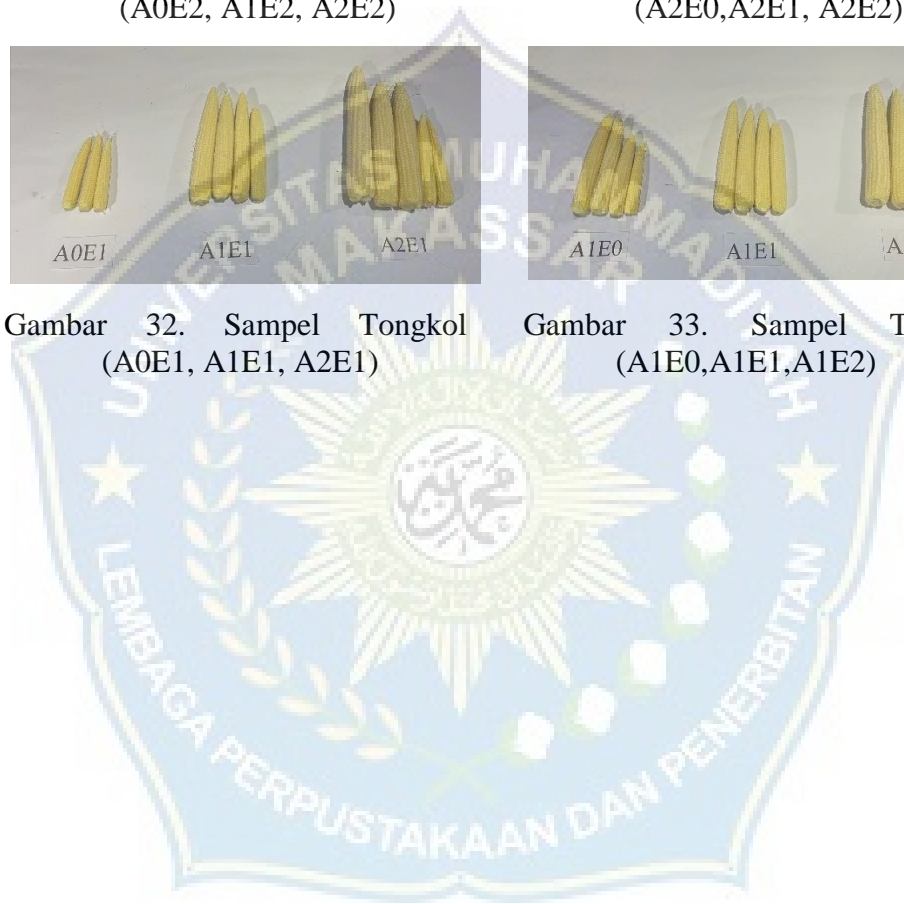 (A0E2, A1E2, A2E2)
(A2E0,A2E1, A2E2)
A0E1
A1E1
A2E1
A1E0
A1E1
Gambar 32. Sampel Tongkol
(A0E1, A1E1, A2E1)
Gambar 33. Sampel
(A1E0,A1E1,A1E2)
UNIVERSITAS MUHAMMADIYAH
MAKASSAR
LEMBAGA PERPUSTAKAAN DAN PENERBITAN